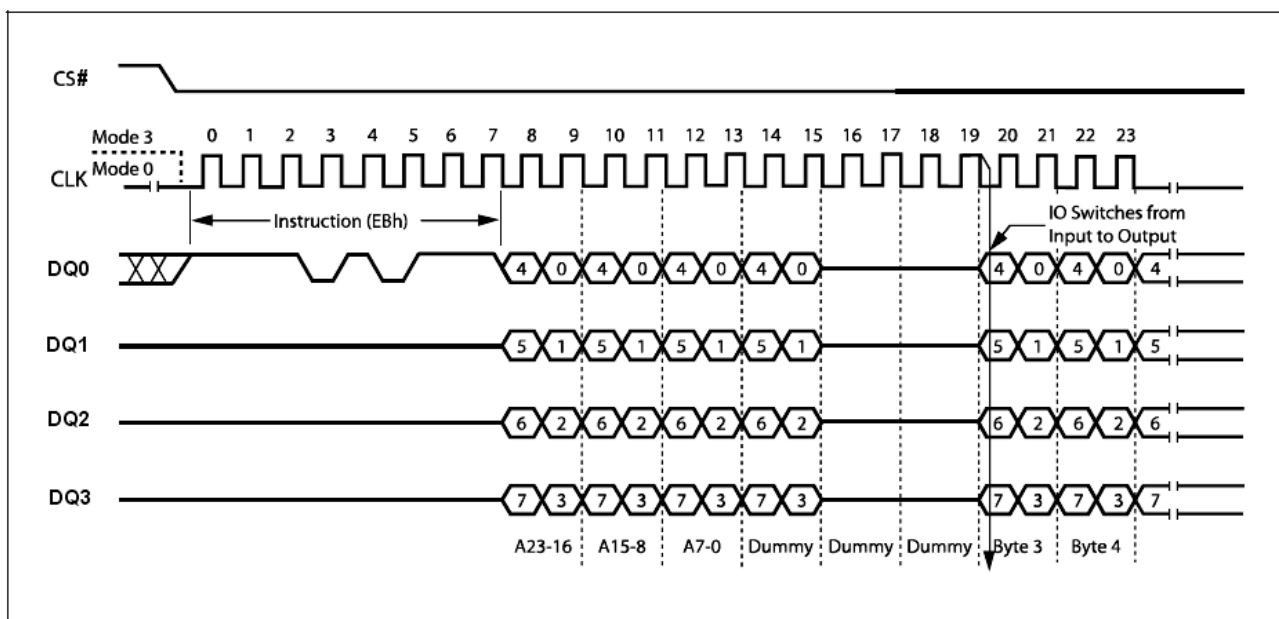 CS#
Mode 3
0 1 2 3 4 5 6 7 8 9 10 11 12 13 14 15 16 17 18 19 20 21 22 23
CLK Mode 0
Instruction (EBh)
IO Switches from
Input to Output
DQ0 4 0 4 0 4 0 4 0 4 0 4 0 4
DQ1 5 1 5 1 5 1 5 1 5 1 5 1 5
DQ2 6 2 6 2 6 2 6 2 6 2 6 2 6
DQ3 7 3 7 3 7 3 7 3 7 3 7 3 7
A23-16 A15-8 A7-0 Dummy Dummy Dummy Byte 3 Byte 4